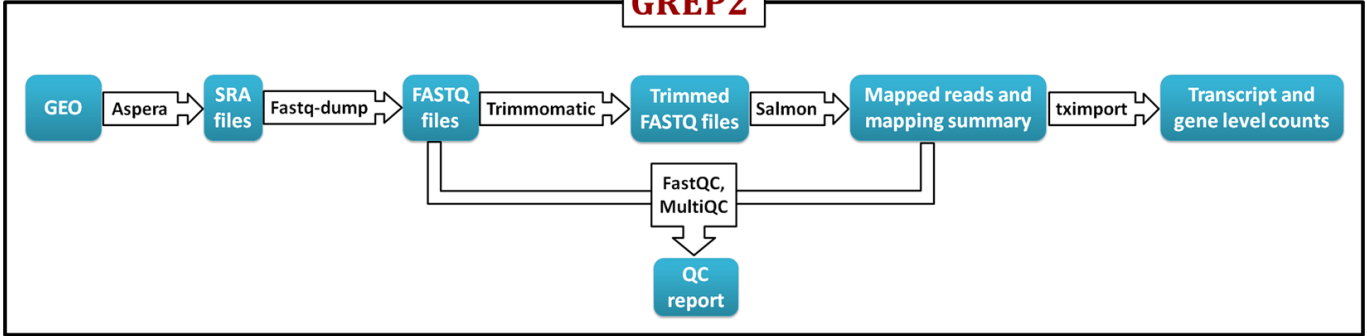 GREP2
GEO
Aspera
SRA
files
Fastq-dump
FASTQ
files
Trimmomatic
Trimmed
FASTQ files
Salmon
Mapped reads and
mapping summary
tximport
Transcript and
gene level counts
FastQC,
MultiQC
QC
report